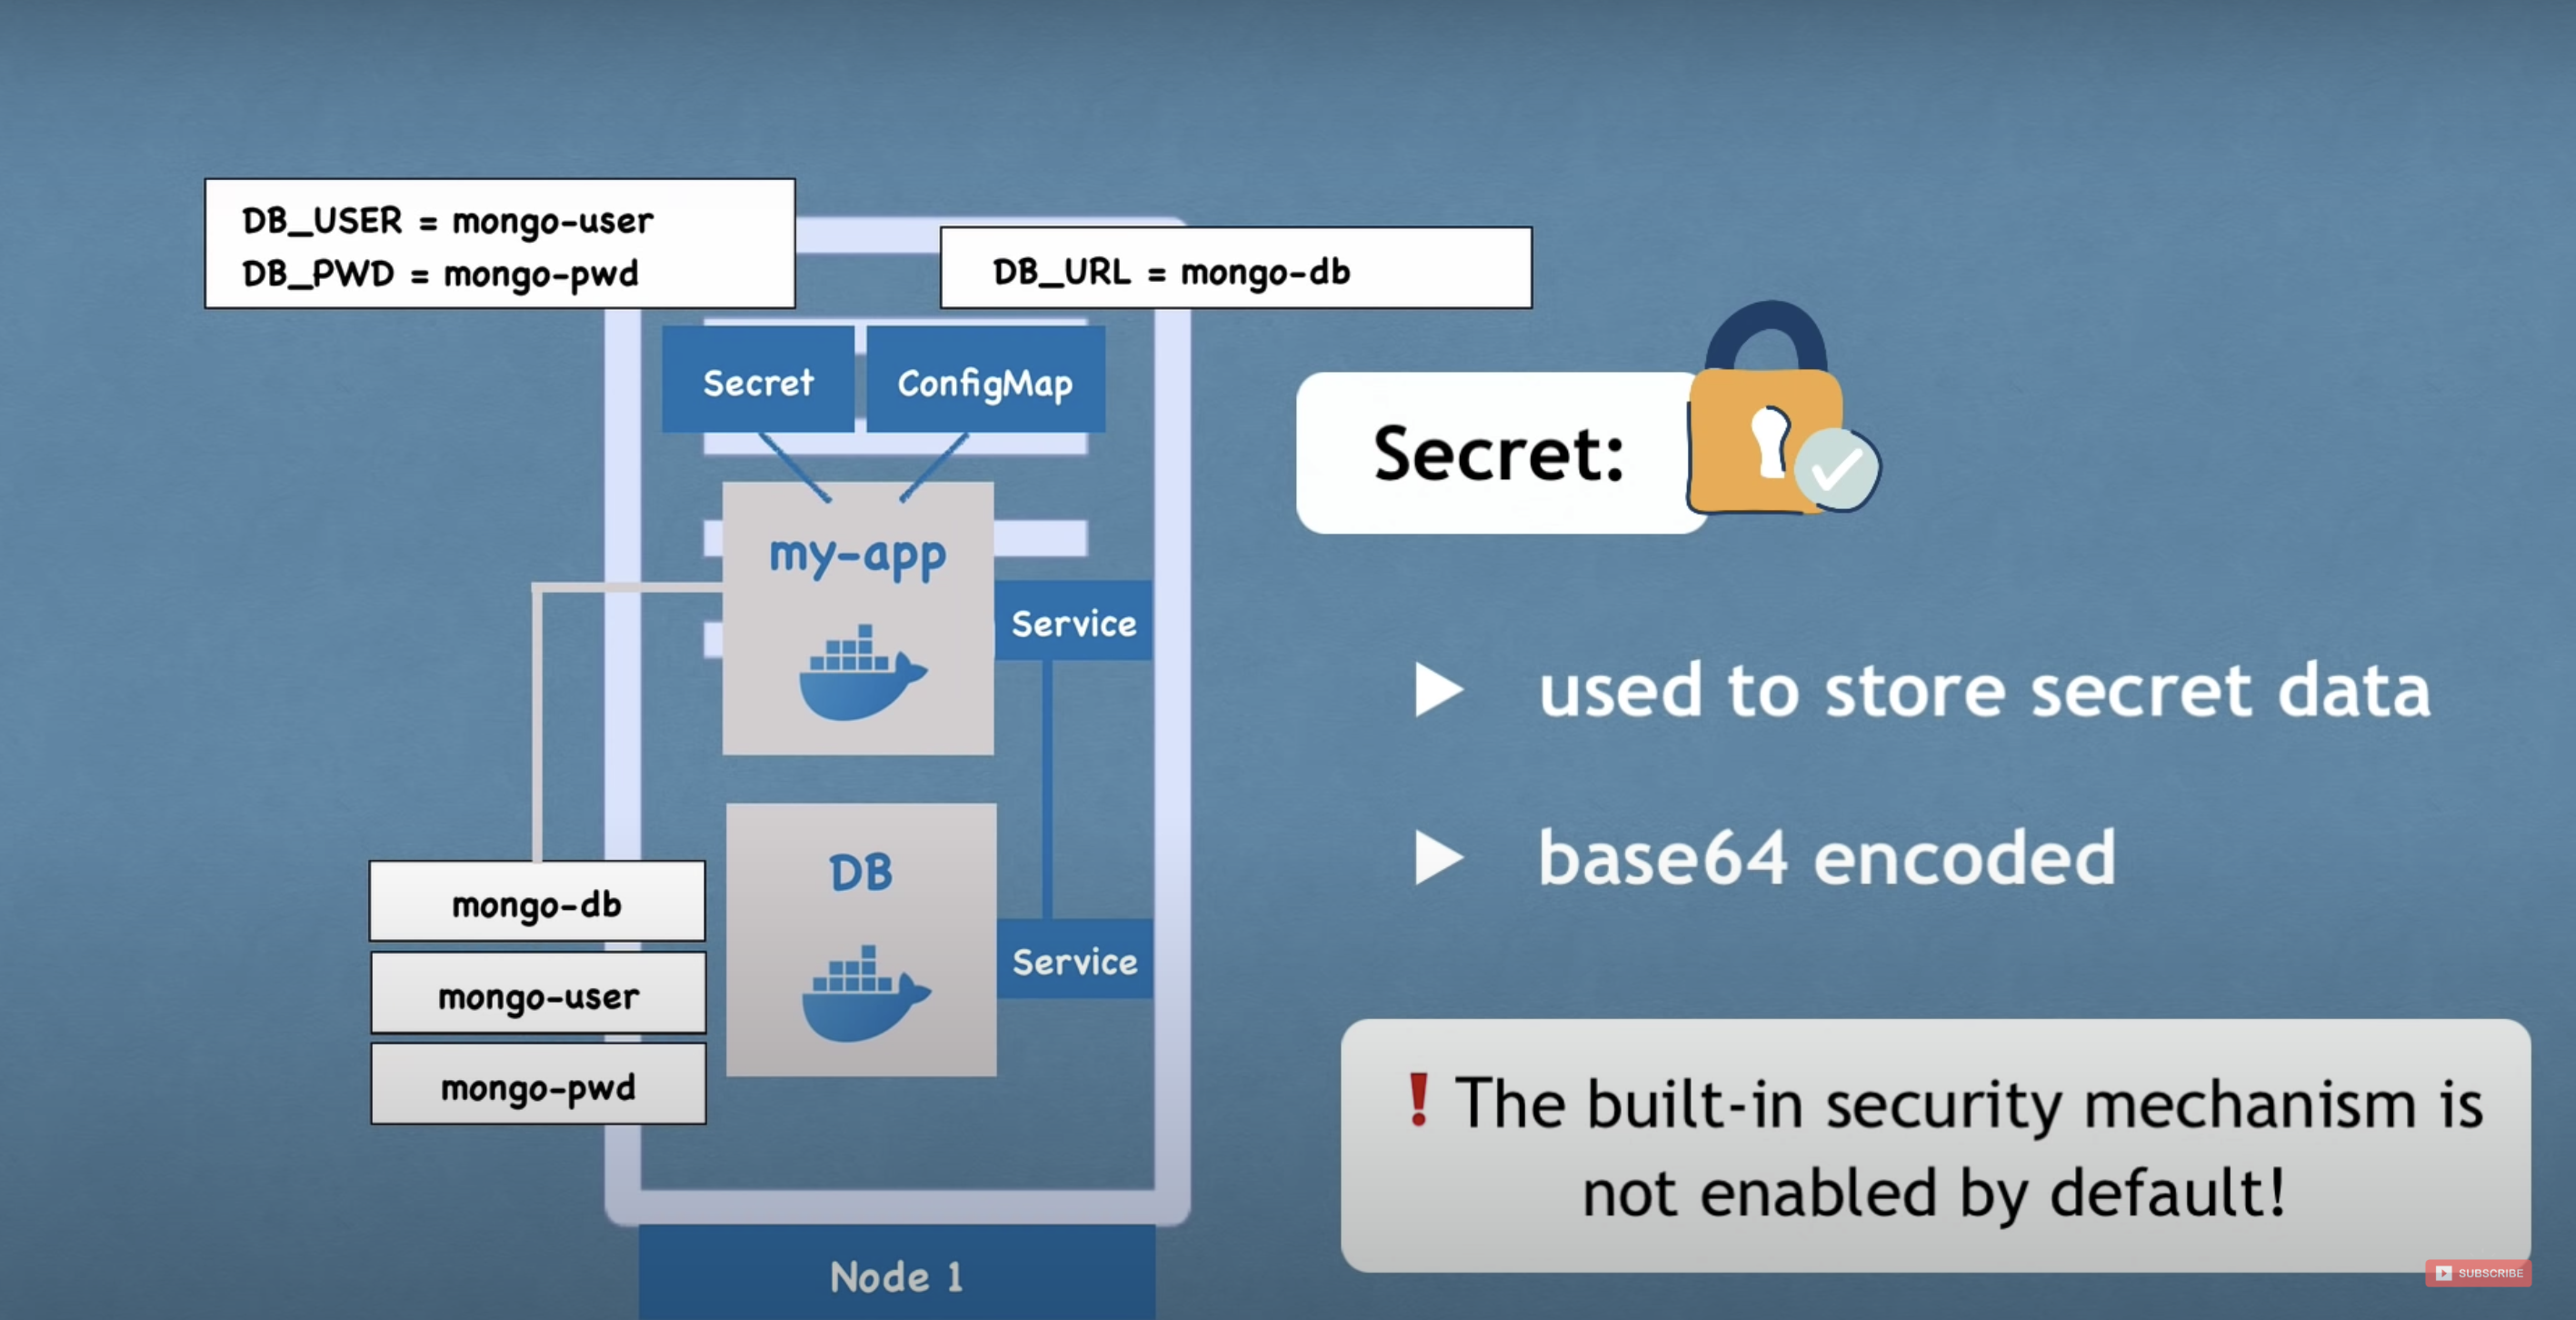 DB_USER = mongo-user
DB_PWD = mongo-pwd
DB_URL = mongo-db
Secret
ConfigMap
my-app
Service
DB
Service
mongo-db
mongo-user
mongo-pwd
Node 1
Secret:
used to store secret data
base64 encoded
! The built-in security mechanism is
not enabled by default!
SUBSCRIBE